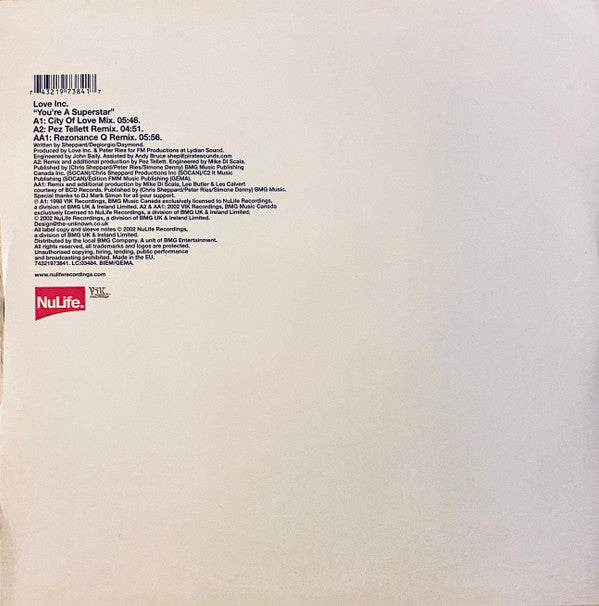 7 43219 73841 7
Love Inc.
"You're A Superstar"
A1: City Of Love Mix. 05:46.
A2: Pez Tellett Remix. 04:51.
AA1: Rezonance Q Remix. 05:56.
Written by Sheppard/Degiorgio/Daymond.
Produced by Love Inc. & Peter Ries for FM Productions at Lydian Sound.
Engineered by John Bally. Assisted by Andy Bruce shep@piratesounds.com
A2: Remix and additional production by Pez Tellett. Engineered by Mike Di Scala.
Published by (Chris Sheppard/Peter Ries/Simone Denny) BMG Music Publishing
Canada Inc. (SOCAN)/Chris Sheppard Productions Inc (SOCAN)/C2 It Music
Publishing (SOCAN)/Edition FMM Music Publishing (GEMA).
AA1: Remix and additional production by Mike Di Scala, Lee Butler & Les Calvert
courtesy of BCD Records. Published by (Chris Sheppard/Peter Ries/Simone Denny) BMG Music.
Special thanks to DJ Mark Simon for all your support.
℗ A1: 1998 VIK Recordings, BMG Music Canada exclusively licensed to NuLife Recordings,
a division of BMG UK & Ireland Limited. A2 & AA1: 2002 VIK Recordings, BMG Music Canada
exclusively licensed to NuLife Recordings, a division of BMG UK & Ireland Limited.
© 2002 NuLife Recordings, a division of BMG UK & Ireland Limited.
Design@the-unknown.co.uk
All label copy and sleeve notes © 2002 NuLife Recordings,
a division of BMG UK & Ireland Limited.
Distributed by the local BMG Company. A unit of BMG Entertainment.
All rights reserved, all trademarks and logos are protected.
Unauthorised copying, hiring, lending, public performance
and broadcasting prohibited. Made in the EU.
74321973841. LC:03484. BIEM/GEMA.
www.nuliferecordings.com
NuLife.
ViK.
recordings